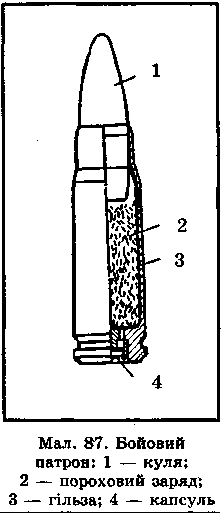 1
2
3
4
Мал. 87. Бойовий
патрон: 1 — куля;
2 — пороховий заряд;
3 — гільза; 4 — капсуль